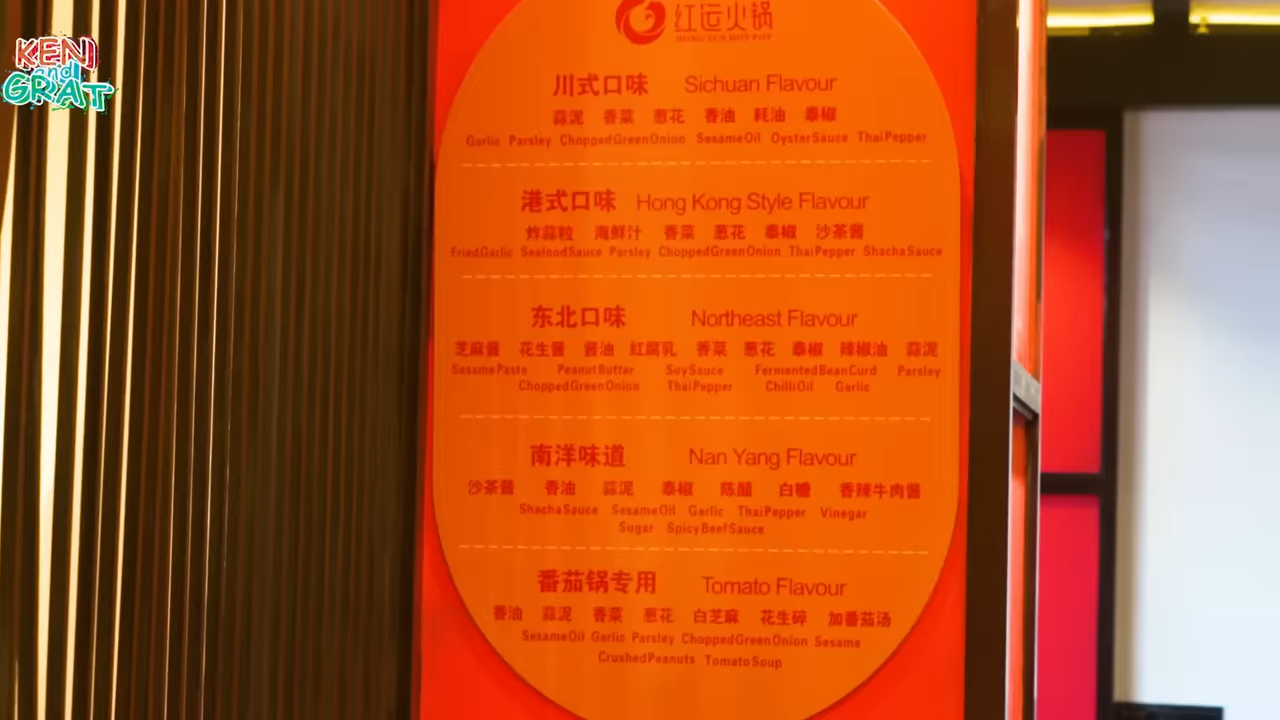 KENI
and
GRAT
红运火锅
HONG YUN HOT POT
川式口味 Sichuan Flavour
蒜泥 香菜 葱花 香油 耗油 泰椒
Garlic Parsley ChoppedGreenOnion SesameOil OysterSauce ThaiPepper
港式口味 Hong Kong Style Flavour
炸蒜粒 海鲜汁 香菜 葱花 泰椒 沙茶酱
FriedGarlic SeafoodSauce Parsley ChoppedGreenOnion ThaiPepper ShachaSauce
东北口味 Northeast Flavour
芝麻酱 花生酱 酱油 紅腐乳 香菜 葱花 泰椒 辣椒油 蒜泥
SesamePaste PeanutButter SoySauce FermentedBeanCurd Parsley
ChoppedGreenOnion ThaiPepper ChilliOil Garlic
南洋味道 Nan Yang Flavour
沙茶酱 香油 蒜泥 泰椒 陈醋 白糖 香辣牛肉酱
ShachaSauce SesameOil Garlic ThaiPepper Vinegar
Sugar SpicyBeefSauce
番茄锅专用 Tomato Flavour
香油 蒜泥 香菜 葱花 白芝麻 花生碎 加番茄汤
SesameOil Garlic Parsley ChoppedGreenOnion Sesame
CrushedPeanuts TomatoSoup